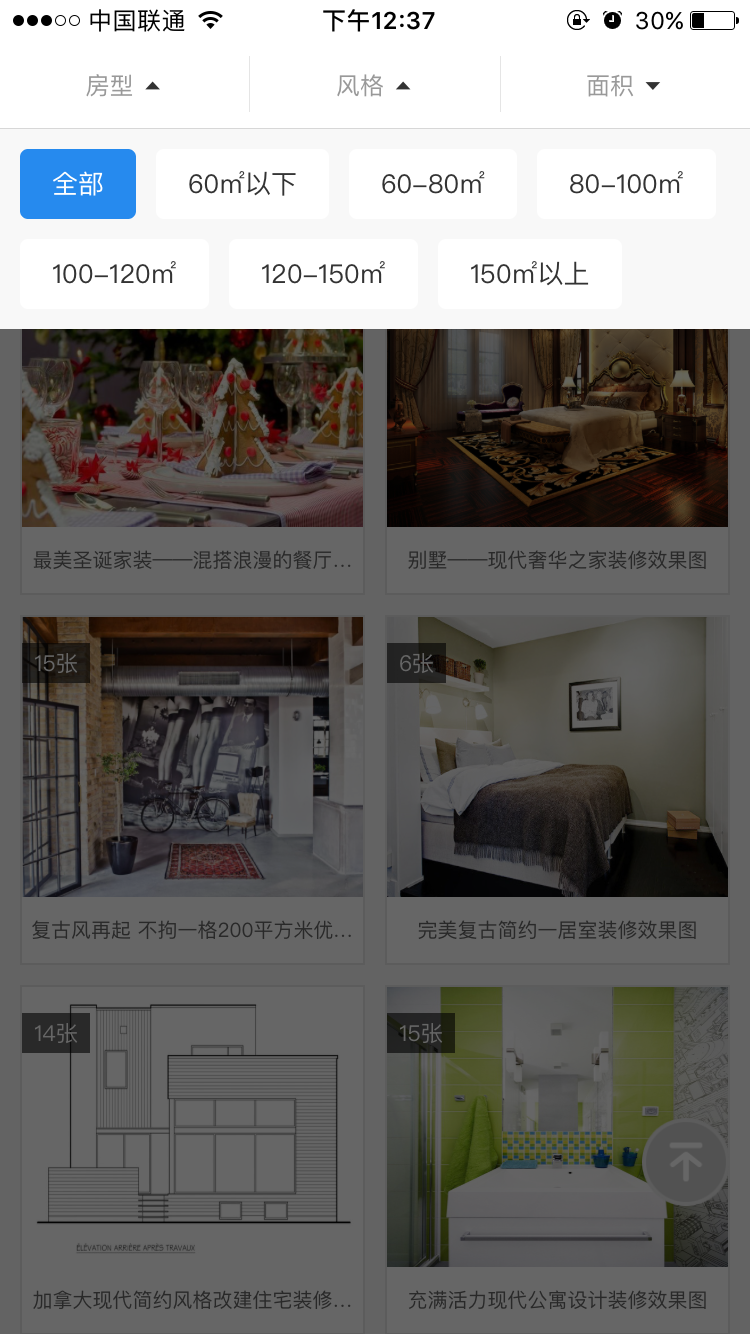 中国联通 下午12:37 30%
房型 风格 面积
全部 60㎡以下 60-80㎡ 80-100㎡
100-120㎡ 120-150㎡ 150㎡以上
最美圣诞家装——混搭浪漫的餐厅... 别墅——现代奢华之家装修效果图
15张 6张
复古风再起 不拘一格200平方米优... 完美复古简约一居室装修效果图
14张 15张
ÉLÉVATION ARRIÈRE APRÈS TRAVAUX
加拿大现代简约风格改建住宅装修... 充满活力现代公寓设计装修效果图